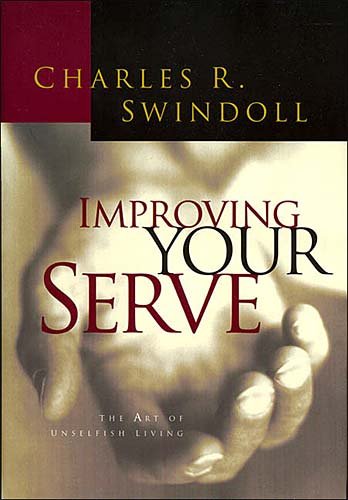 CHARLES R.
SWINDOLL
IMPROVING
YOUR
SERVE
THE ART OF
UNSELFISH LIVING